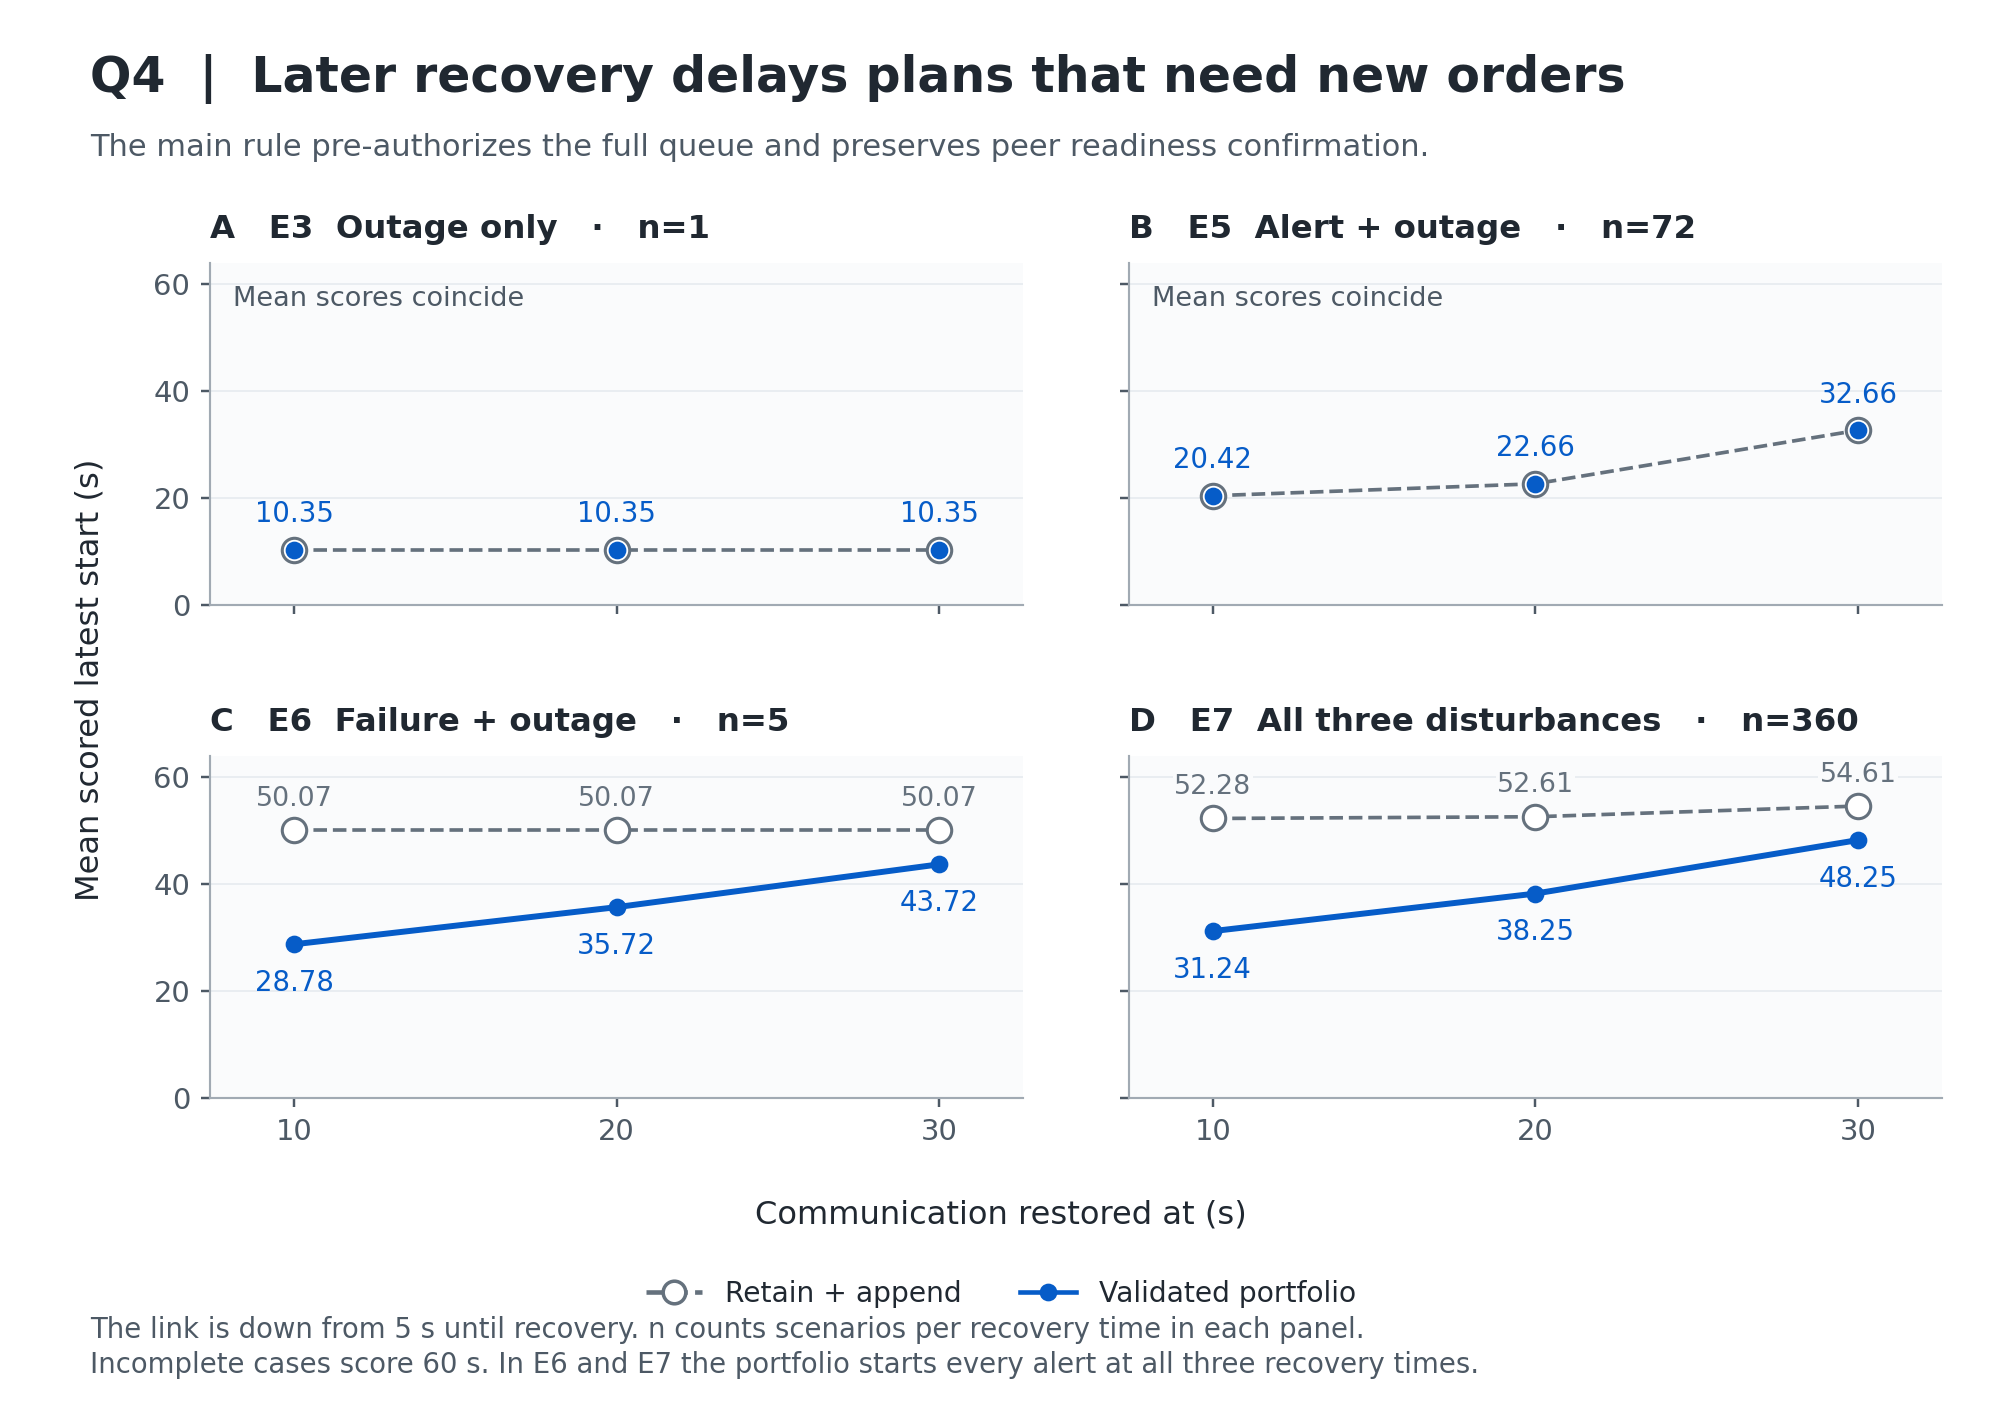 Q4 | Later recovery delays plans that need new orders
The main rule pre-authorizes the full queue and preserves peer readiness confirmation.
A E3 Outage only · n=1
60
40
20
0
Mean scores coincide
10.35
10.35
10.35
B E5 Alert + outage · n=72
Mean scores coincide
20.42
22.66
32.66
Mean scored latest start (s)
C E6 Failure + outage · n=5
60
40
20
0
50.07
50.07
50.07
28.78
35.72
43.72
10
20
30
D E7 All three disturbances · n=360
52.28
52.61
54.61
31.24
38.25
48.25
10
20
30
Communication restored at (s)
Retain + append
Validated portfolio
The link is down from 5 s until recovery. n counts scenarios per recovery time in each panel.
Incomplete cases score 60 s. In E6 and E7 the portfolio starts every alert at all three recovery times.